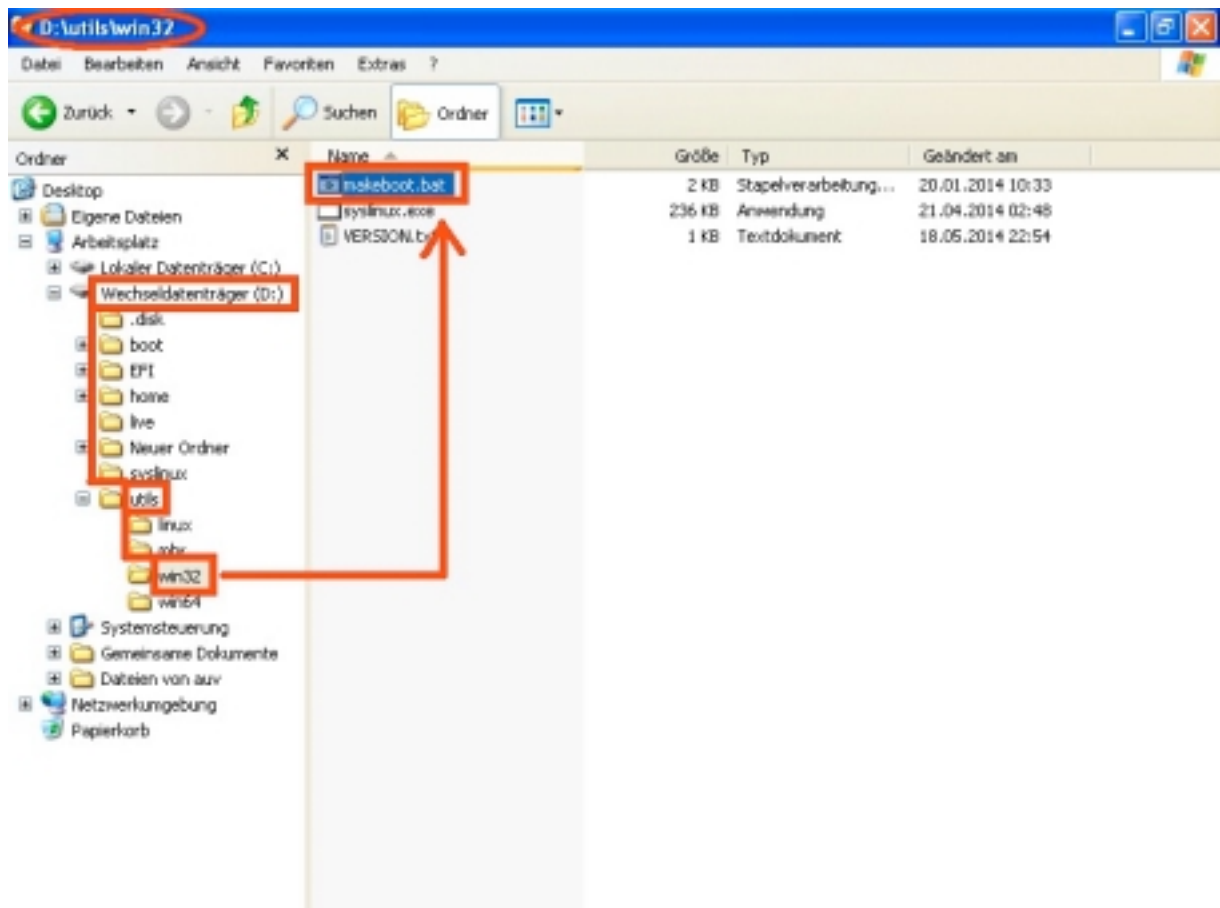 D:\utils\win32
Datei Bearbeiten Ansicht Favoriten Extras ?
Zurück Suchen Ordner
Ordner x Name Größe Typ Geändert am
Desktop
Eigene Dateien
Arbeitsplatz
Lokaler Datenträger (C:)
Wechseldatenträger (D:)
.disk
boot
EFI
home
live
Neuer Ordner
syslinux
utils
linux
mbr
win32
win64
Systemsteuerung
Gemeinsame Dokumente
Dateien von auv
Netzwerkumgebung
Papierkorb
makeboot.bat 2 KB Stapelverarbeitung... 20.01.2014 10:33
syslinux.exe 236 KB Anwendung 21.04.2014 02:48
VERSION.txt 1 KB Textdokument 18.05.2014 22:54